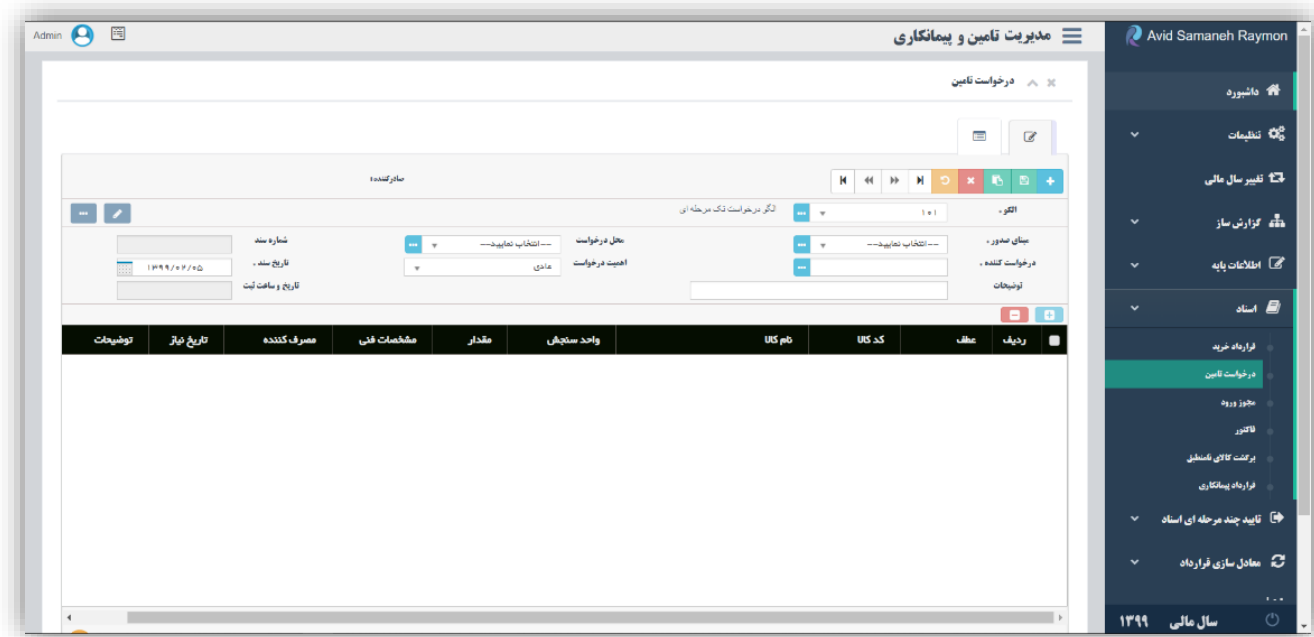 Avid Samaneh Raymon
مدیریت تامین و پیمانکاری
Admin
داشبورد
تنظیمات
تغییر سال مالی
گزارش ساز
اطلاعات پایه
اسناد
قرارداد خرید
درخواست تامین
مجوز ورود
فاکتور
برگشت کالای نامنطبق
قرارداد پیمانکاری
تایید چند مرحله ای اسناد
معادل سازی قرارداد
سال مالی ۱۳۹۹
درخواست تامین
صادرکننده:
الگو
۱۰۱
الگو درخواست تک مرحله ای
مبنای صدور
--انتخاب نمایید--
محل درخواست
--انتخاب نمایید--
شماره سند
درخواست کننده
اهمیت درخواست
عادی
تاریخ سند
۱۳۹۹/۰۲/۰۵
توضیحات
تاریخ و ساعت ثبت
ردیف عطف کد کالا نام کالا واحد سنجش مقدار مشخصات فنی مصرف کننده تاریخ نیاز توضیحات